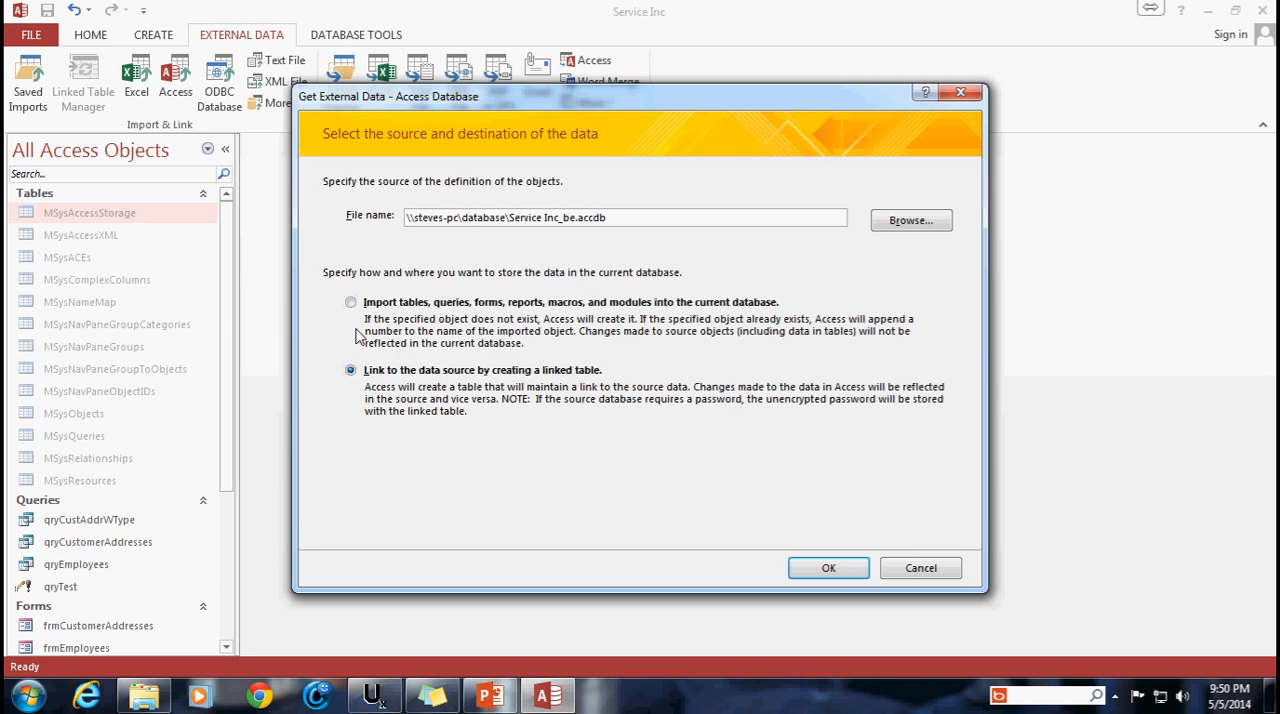 Service Inc
?
FILE
HOME
CREATE
EXTERNAL DATA
DATABASE TOOLS
Sign in
Saved Imports
Linked Table Manager
Excel
Access
ODBC Database
Text File
XML File
More
Access
Word Merge
Import & Link
Get External Data - Access Database
?
Select the source and destination of the data
Specify the source of the definition of the objects.
File name:
\\steves-pc\database\Service Inc_be.accdb
Browse...
Specify how and where you want to store the data in the current database.
Import tables, queries, forms, reports, macros, and modules into the current database.
If the specified object does not exist, Access will create it. If the specified object already exists, Access will append a
number to the name of the imported object. Changes made to source objects (including data in tables) will not be
reflected in the current database.
Link to the data source by creating a linked table.
Access will create a table that will maintain a link to the source data. Changes made to the data in Access will be reflected
in the source and vice versa. NOTE: If the source database requires a password, the unencrypted password will be stored
with the linked table.
OK
Cancel
All Access Objects
Search...
Tables
MSysAccessStorage
MSysAccessXML
MSysACEs
MSysComplexColumns
MSysNameMap
MSysNavPaneGroupCategories
MSysNavPaneGroups
MSysNavPaneGroupToObjects
MSysNavPaneObjectIDs
MSysObjects
MSysQueries
MSysRelationships
MSysResources
Queries
qryCustAddrWType
qryCustomerAddresses
qryEmployees
qryTest
Forms
frmCustomerAddresses
frmEmployees
Ready
9:50 PM
5/5/2014